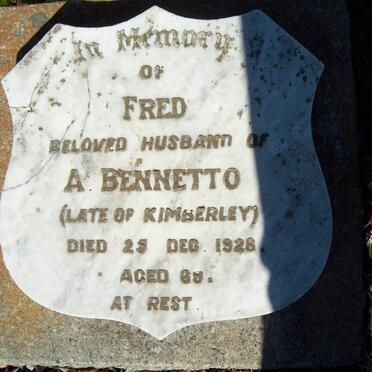 In Memory
OF
FRED
BELOVED HUSBAND OF
A BENNETTO
(LATE OF KIMBERLEY)
DIED 25 DEC. 1928.
AGED 69.
AT REST